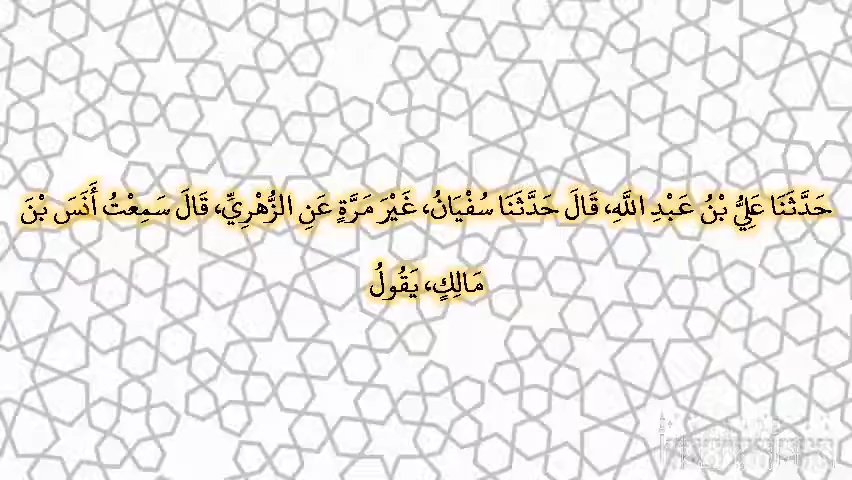 حَدَّثَنَا عَلِيُّ بْنُ عَبْدِ اللَّهِ، قَالَ حَدَّثَنَا سُفْيَانُ، غَيْرَ مَرَّةٍ عَنِ الزُّهْرِيِّ، قَالَ سَمِعْتُ أَنَسَ بْنَ
مَالِكٍ، يَقُولُ